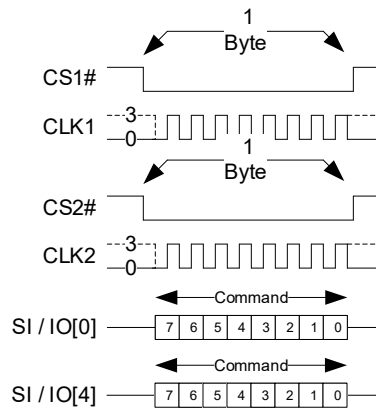 1
Byte
CS1#
3
CLK1
0
1
Byte
CS2#
3
CLK2
0
Command
SI / IO[0] 7 6 5 4 3 2 1 0
Command
SI / IO[4] 7 6 5 4 3 2 1 0